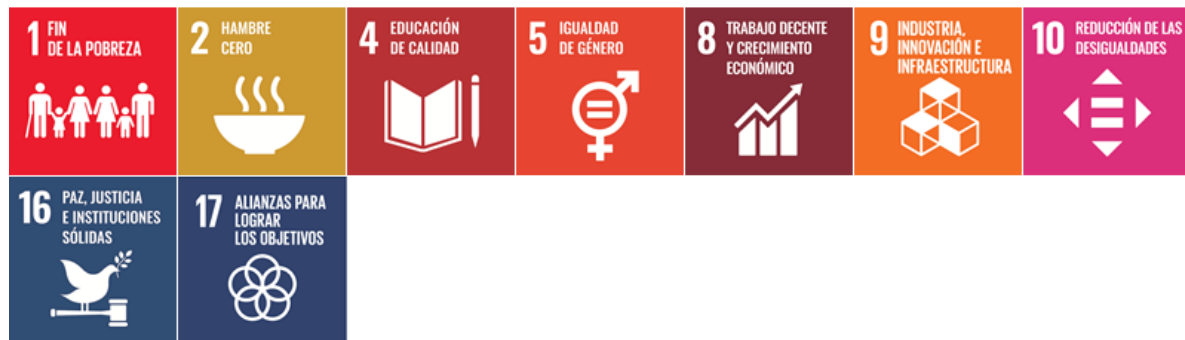 1 FIN
DE LA POBREZA
2 HAMBRE
CERO
4 EDUCACIÓN
DE CALIDAD
5 IGUALDAD
DE GÉNERO
8 TRABAJO DECENTE
Y CRECIMIENTO
ECONÓMICO
9 INDUSTRIA,
INNOVACIÓN E
INFRAESTRUCTURA
10 REDUCCIÓN DE LAS
DESIGUALDADES
16 PAZ, JUSTICIA
E INSTITUCIONES
SÓLIDAS
17 ALIANZAS PARA
LOGRAR
LOS OBJETIVOS